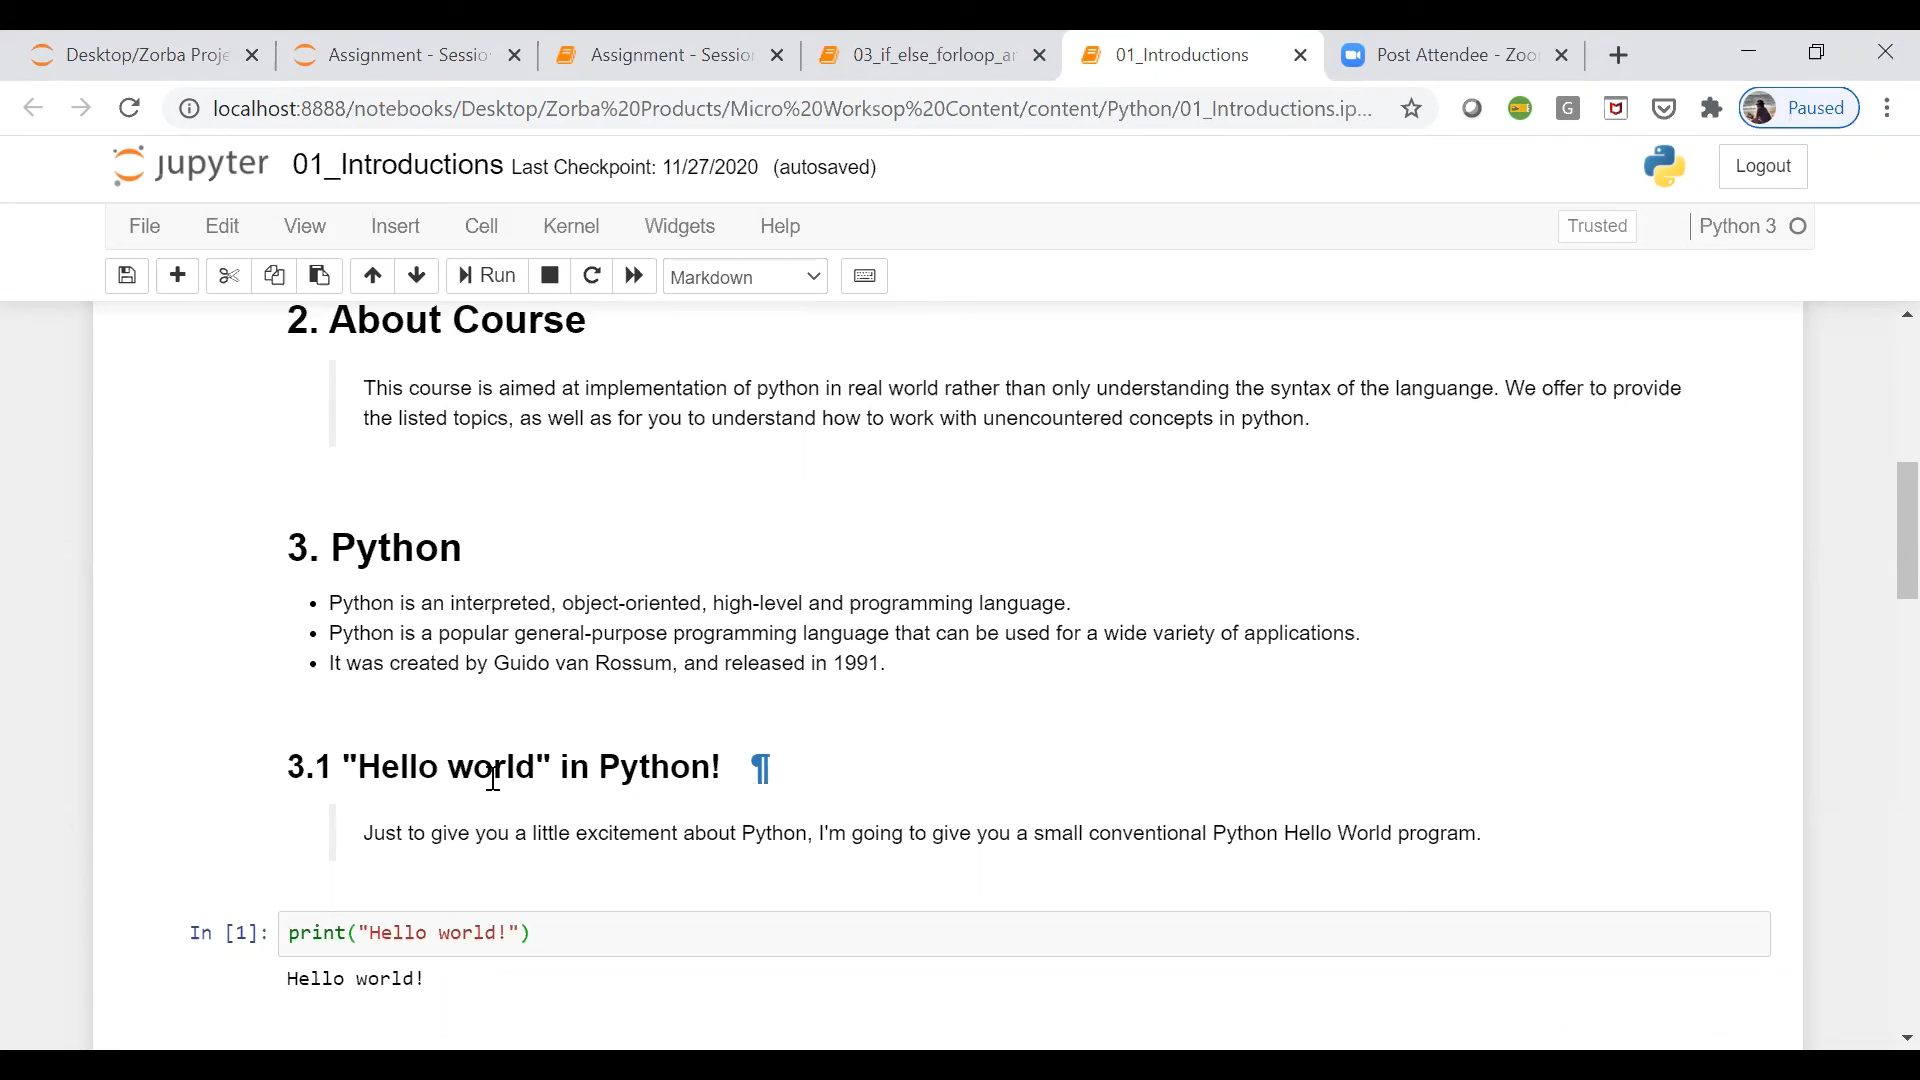 Desktop/Zorba Proje
Assignment - Sessio
Assignment - Session
03_if_else_forloop_an
01_Introductions
Post Attendee - Zoo
localhost:8888/notebooks/Desktop/Zorba%20Products/Micro%20Worksop%20Content/content/Python/01_Introductions.ip...
G
Paused
jupyter 01_Introductions Last Checkpoint: 11/27/2020 (autosaved)
Logout
File Edit View Insert Cell Kernel Widgets Help
Trusted
Python 3
Run
Markdown
2. About Course
This course is aimed at implementation of python in real world rather than only understanding the syntax of the languange. We offer to provide
the listed topics, as well as for you to understand how to work with unencountered concepts in python.
3. Python
• Python is an interpreted, object-oriented, high-level and programming language.
• Python is a popular general-purpose programming language that can be used for a wide variety of applications.
• It was created by Guido van Rossum, and released in 1991.
3.1 "Hello world" in Python! ¶
Just to give you a little excitement about Python, I'm going to give you a small conventional Python Hello World program.
In [1]: print("Hello world!")
Hello world!